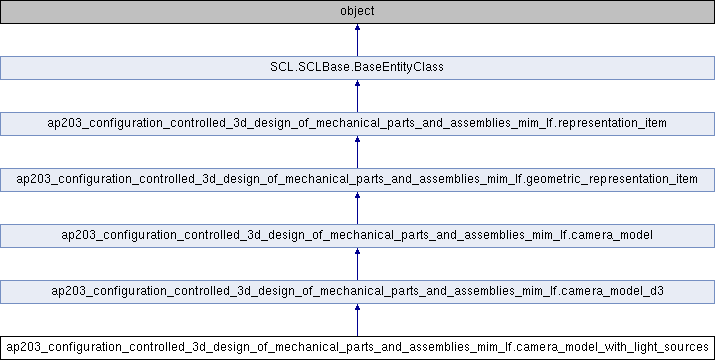 object
SCL.SCLBase.BaseEntityClass
ap203_configuration_controlled_3d_design_of_mechanical_parts_and_assemblies_mim_lf.representation_item
ap203_configuration_controlled_3d_design_of_mechanical_parts_and_assemblies_mim_lf.geometric_representation_item
ap203_configuration_controlled_3d_design_of_mechanical_parts_and_assemblies_mim_lf.camera_model
ap203_configuration_controlled_3d_design_of_mechanical_parts_and_assemblies_mim_lf.camera_model_d3
ap203_configuration_controlled_3d_design_of_mechanical_parts_and_assemblies_mim_lf.camera_model_with_light_sources